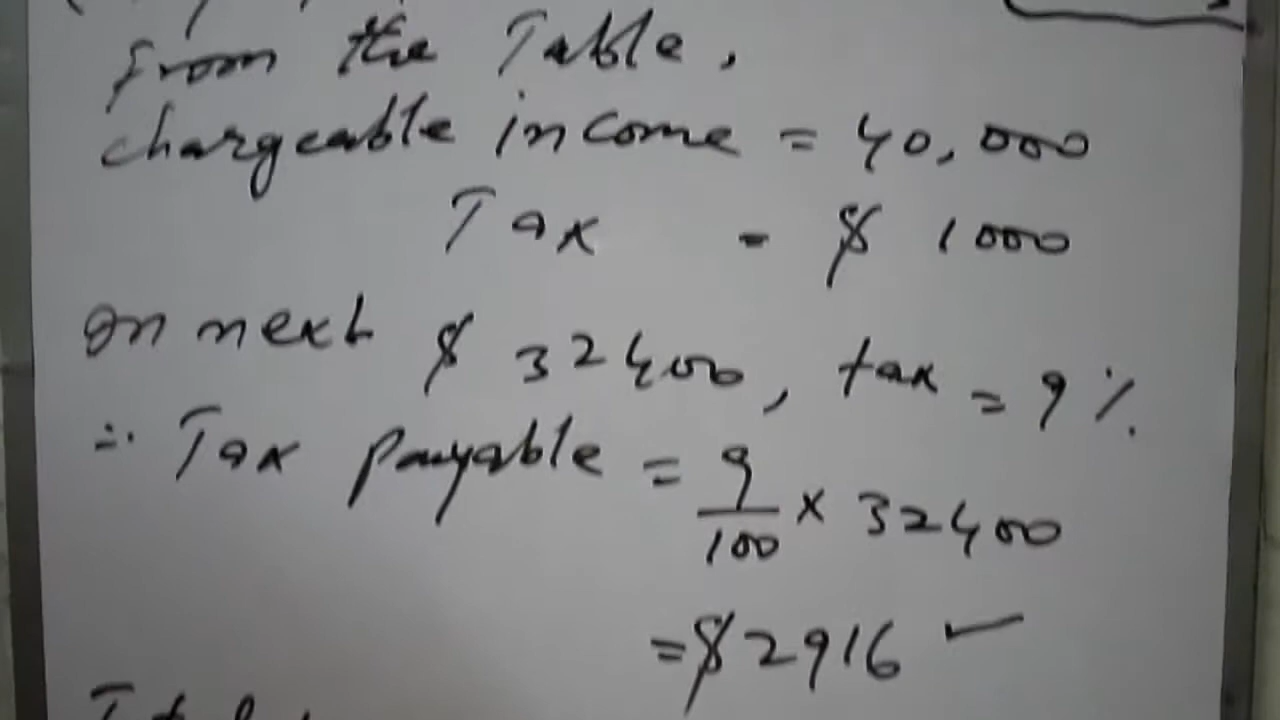 From the Table,
chargeable income = 40,000
Tax - $ 1000
On next $ 32400, tax = 9%.
∴ Tax payable = 9/100 × 32400
= $2916 ✓